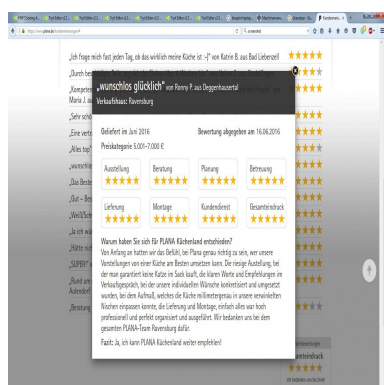 „Ich frage mich fast jeden Tag, ob das wirklich meine Küche ist :-)" von Katrin B. aus Bad Liebenzell
„wunschlos glücklich" von Ronny P. aus Deggenhausertal
Verkaufshaus: Ravensburg
Geliefert im Juni 2016
Bewertung abgegeben am 16.06.2016
Preiskategorie 5.001-7.000 €
Ausstellung
Beratung
Planung
Betreuung
Lieferung
Montage
Kundendienst
Gesamteindruck
Warum haben Sie sich für PLANA Küchenland entschieden?
Von Anfang an hatten wir das Gefühl, bei Plana genau richtig zu sein, wer unsere
Vorstellungen von einer Küche am Besten umsetzen kann. Die riesige Austellung, bei
der man garantiert keine Katze im Sack kauft, die klaren Worte und Empfehlungen im
Verkaufsgespräch, bei der unsere individuellen Wünsche konkretisiert und umgesetzt
wurden, bei dem Aufmaß, welches die Küche millimetergenau in unsere verwinkelten
Nischen einpassen konnte, die Lieferung und Montage, einfach alles war hoch
professionell und perfekt organisiert und ausgeführt. Wir bedanken uns bei dem
gesamten PLANA-Team Ravensburg dafür.
Fazit: Ja, ich kann PLANA Küchenland weiter empfehlen!
„Durch be
„Kompeten
Maria J. au
„Sehr schö
„Eine vertr
„Alles top"
„wunschlo
„Das Beste
„Gut - Be
„Weiß/Sch
„Ja ich wü
„Hätte nich
„SUPER!" v
„Rund um
Aulendorf
„Beratung